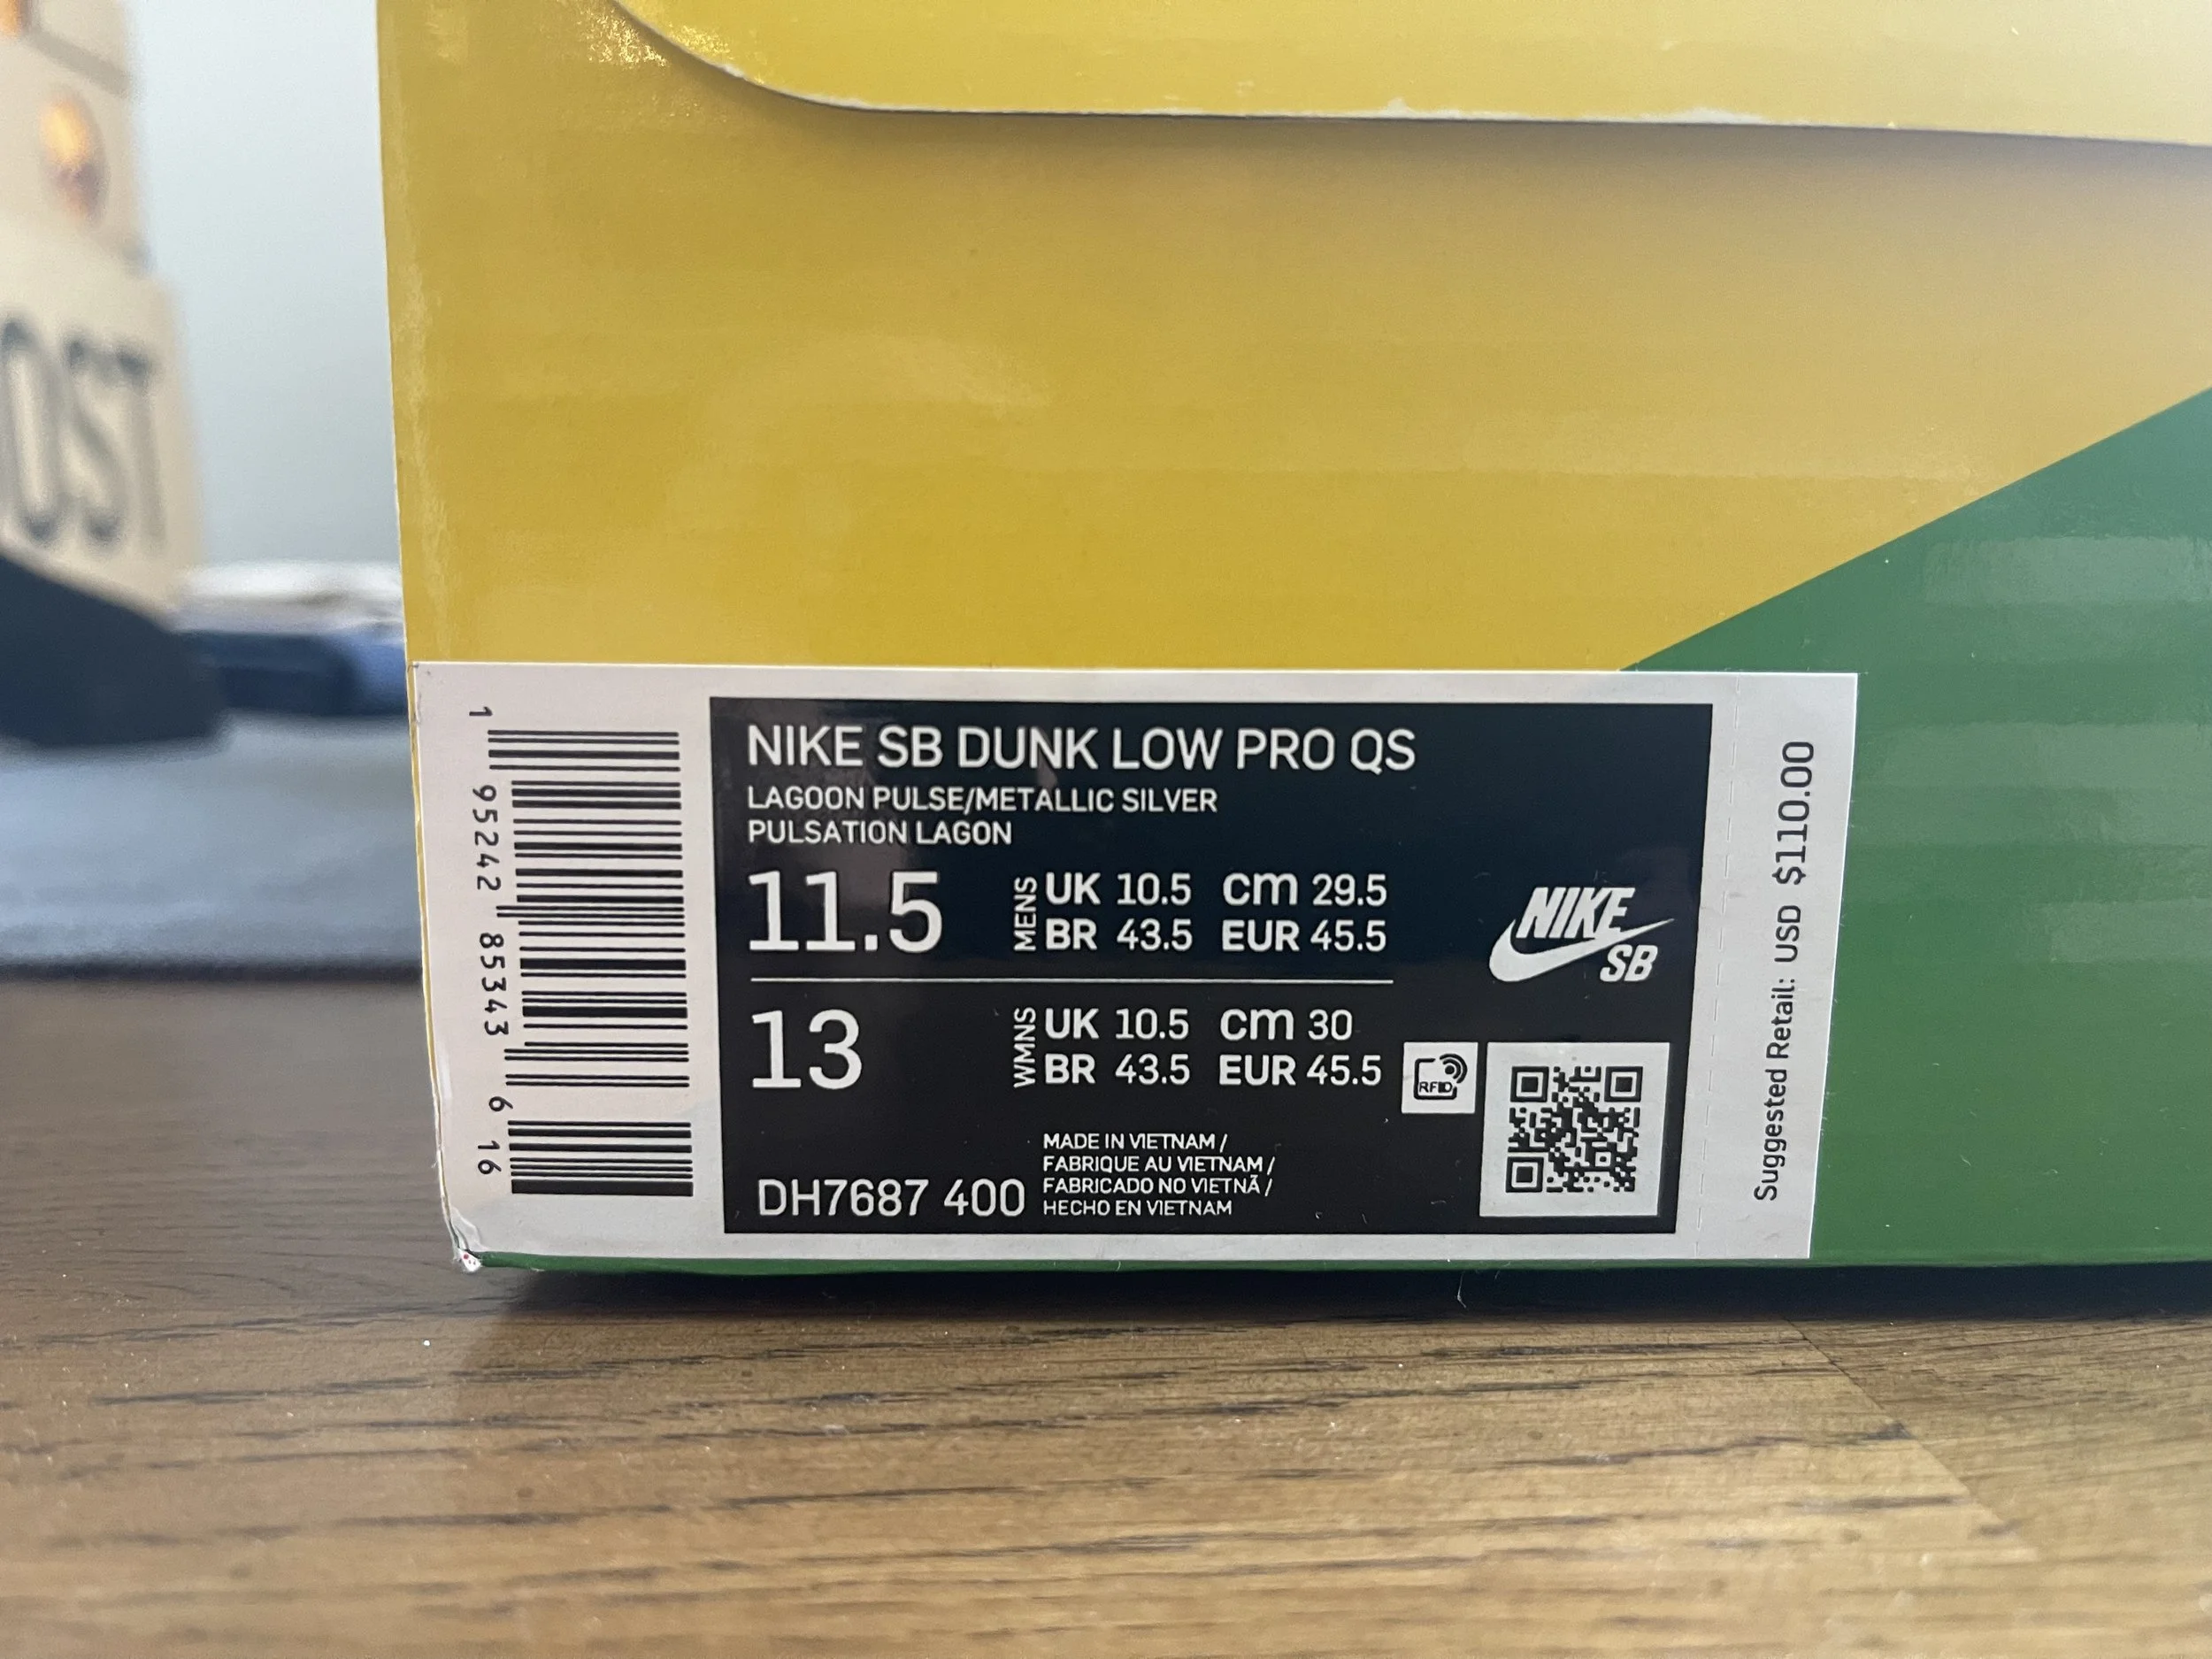 OST
1 95242 85343 6 16
NIKE SB DUNK LOW PRO QS
LAGOON PULSE/METALLIC SILVER
PULSATION LAGON
11.5 MENS UK 10.5 cm 29.5
BR 43.5 EUR 45.5
13 WMNS UK 10.5 cm 30
BR 43.5 EUR 45.5
NIKE
SB
RFID
MADE IN VIETNAM /
FABRIQUE AU VIETNAM /
FABRICADO NO VIETNÃ /
HECHO EN VIETNAM
DH7687 400
Suggested Retail: USD $110.00